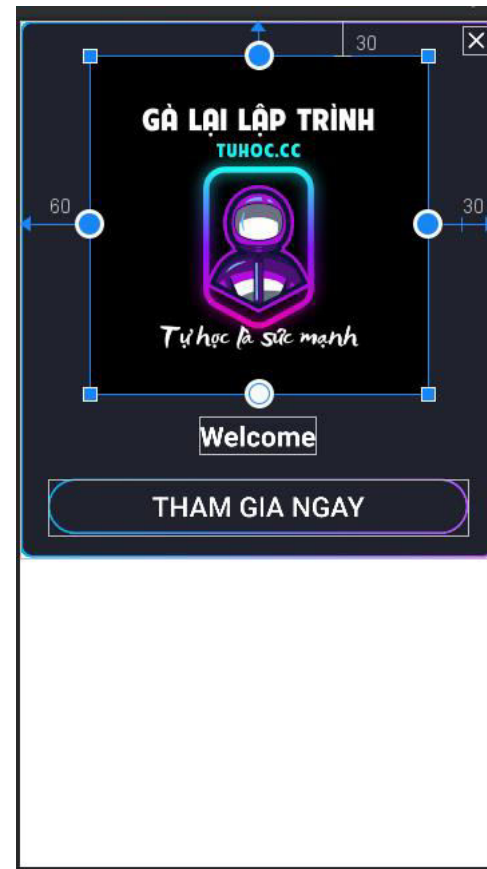 30
GÀ LẠI LẬP TRÌNH
TUHOC.CC
60
30
Tự học là sức mạnh
Welcome
THAM GIA NGAY